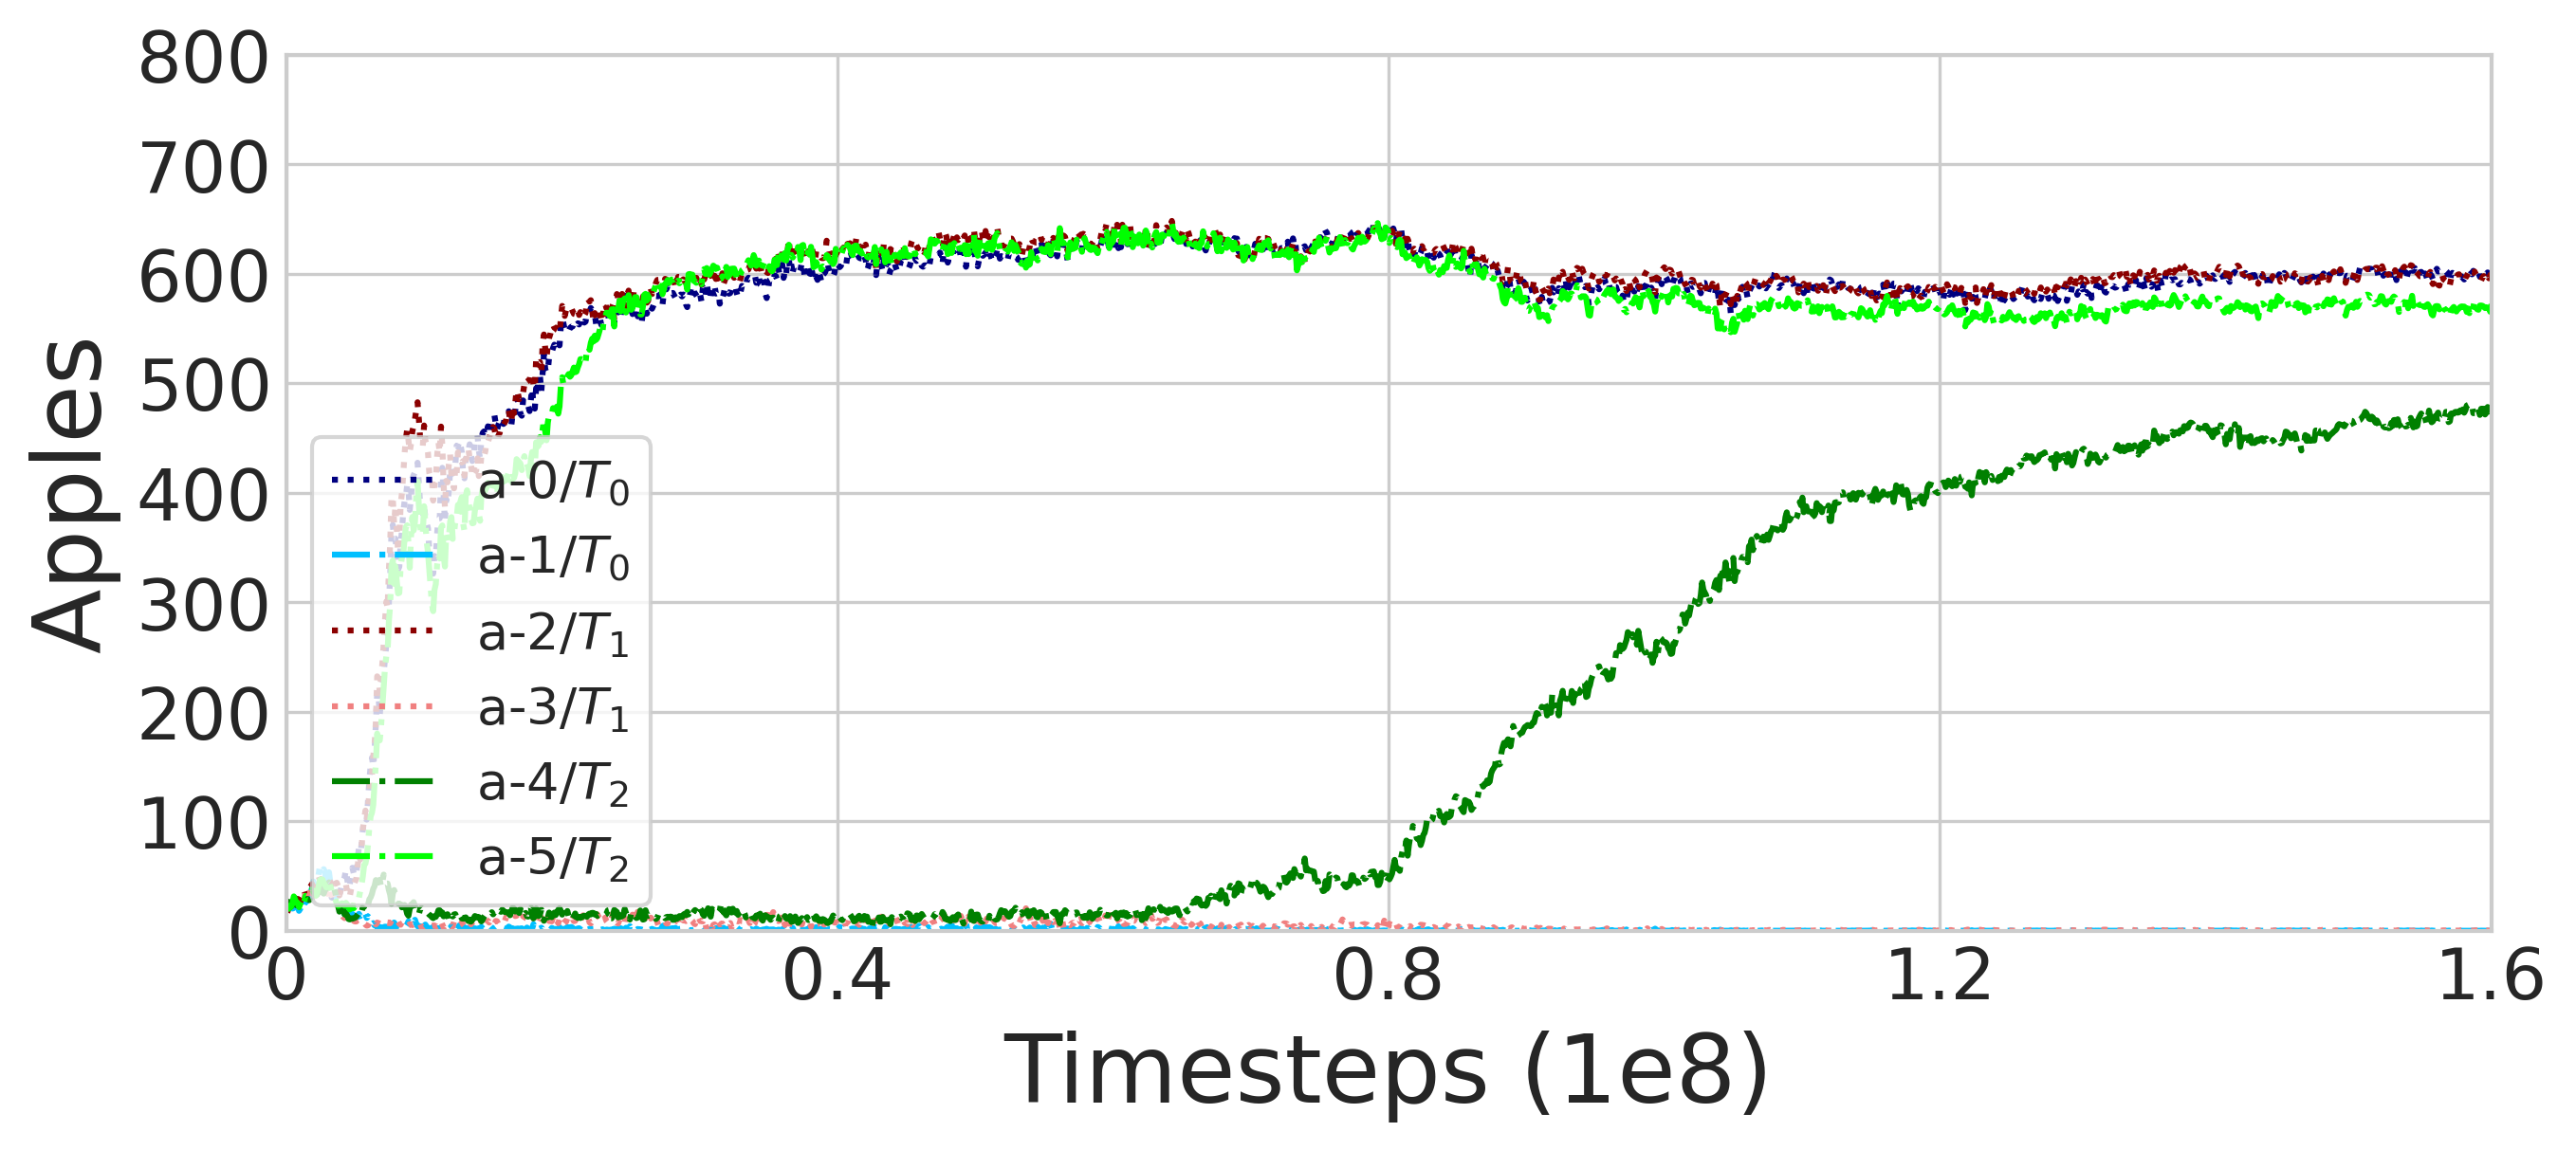 Apples
800
700
600
500
400
300
200
100
0
a-0/T₀
a-1/T₀
a-2/T₁
a-3/T₁
a-4/T₂
a-5/T₂
0 0.4 0.8 1.2 1.6
Timesteps (1e8)